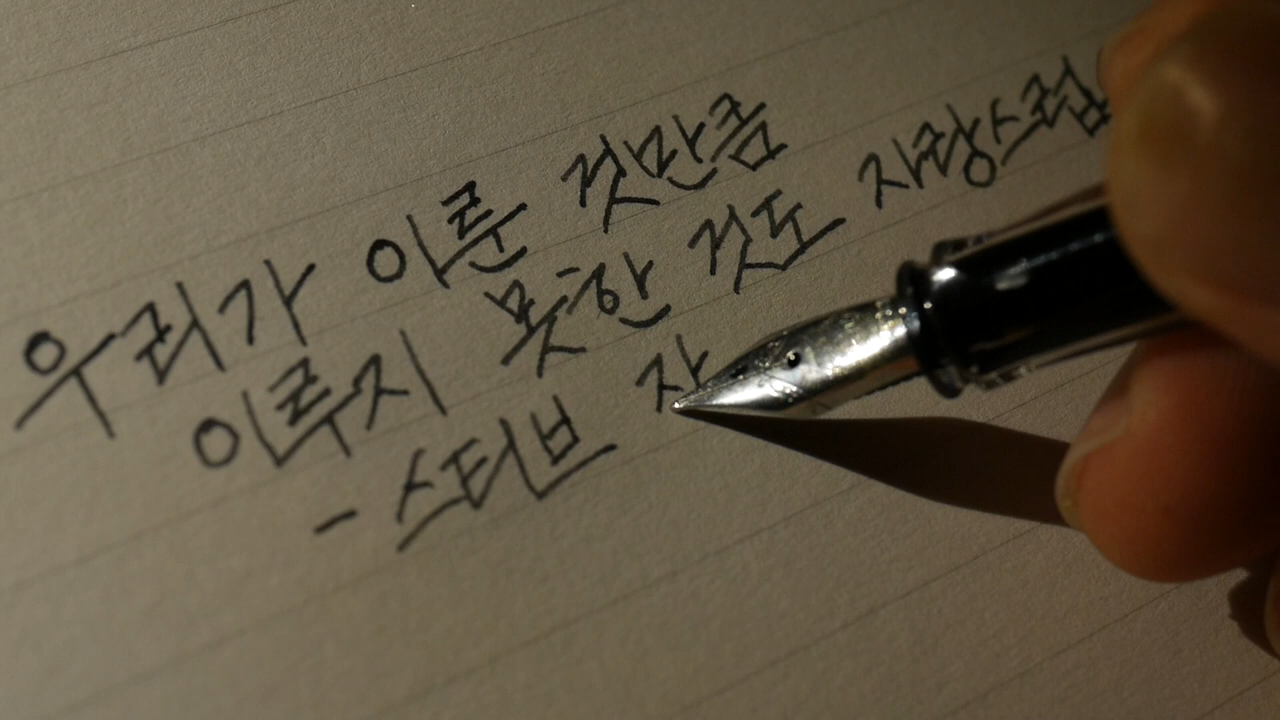 우리가 이룬 것만큼
이루지 못한 것도 자랑스럽
- 스티브 자